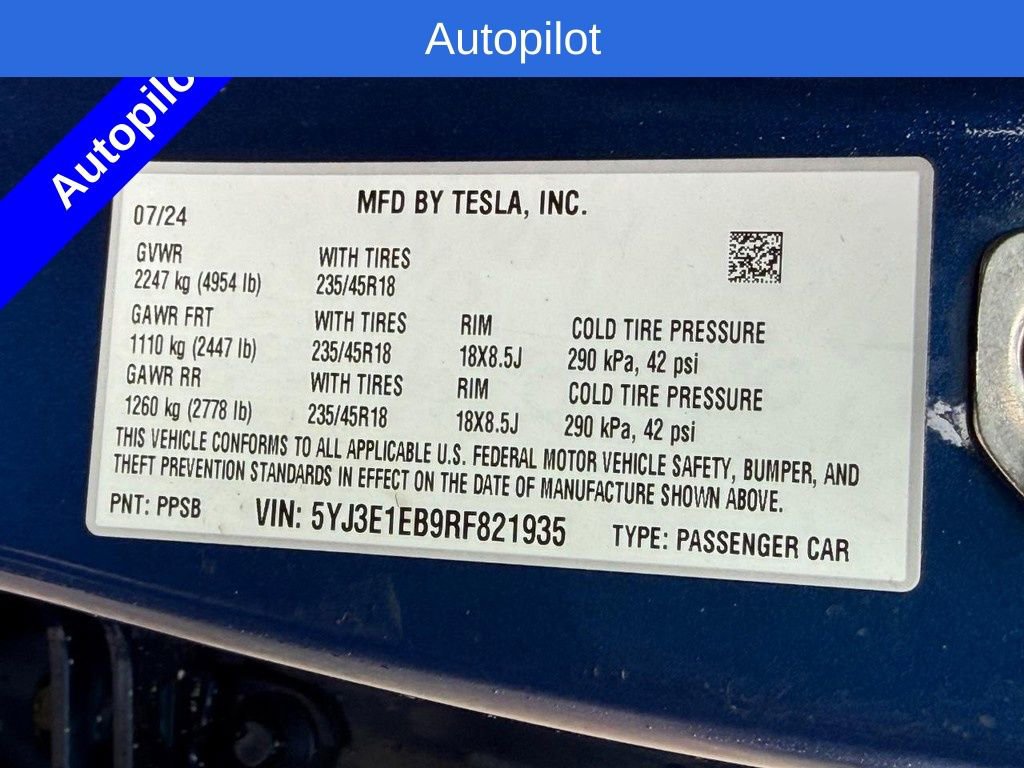 Autopilot
Autopilo
MFD BY TESLA, INC.
07/24
GVWR WITH TIRES
2247 kg (4954 lb) 235/45R18
GAWR FRT WITH TIRES RIM COLD TIRE PRESSURE
1110 kg (2447 lb) 235/45R18 18X8.5J 290 kPa, 42 psi
GAWR RR WITH TIRES RIM COLD TIRE PRESSURE
1260 kg (2778 lb) 235/45R18 18X8.5J 290 kPa, 42 psi
THIS VEHICLE CONFORMS TO ALL APPLICABLE U.S. FEDERAL MOTOR VEHICLE SAFETY, BUMPER, AND
THEFT PREVENTION STANDARDS IN EFFECT ON THE DATE OF MANUFACTURE SHOWN ABOVE.
PNT: PPSB VIN: 5YJ3E1EB9RF821935 TYPE: PASSENGER CAR